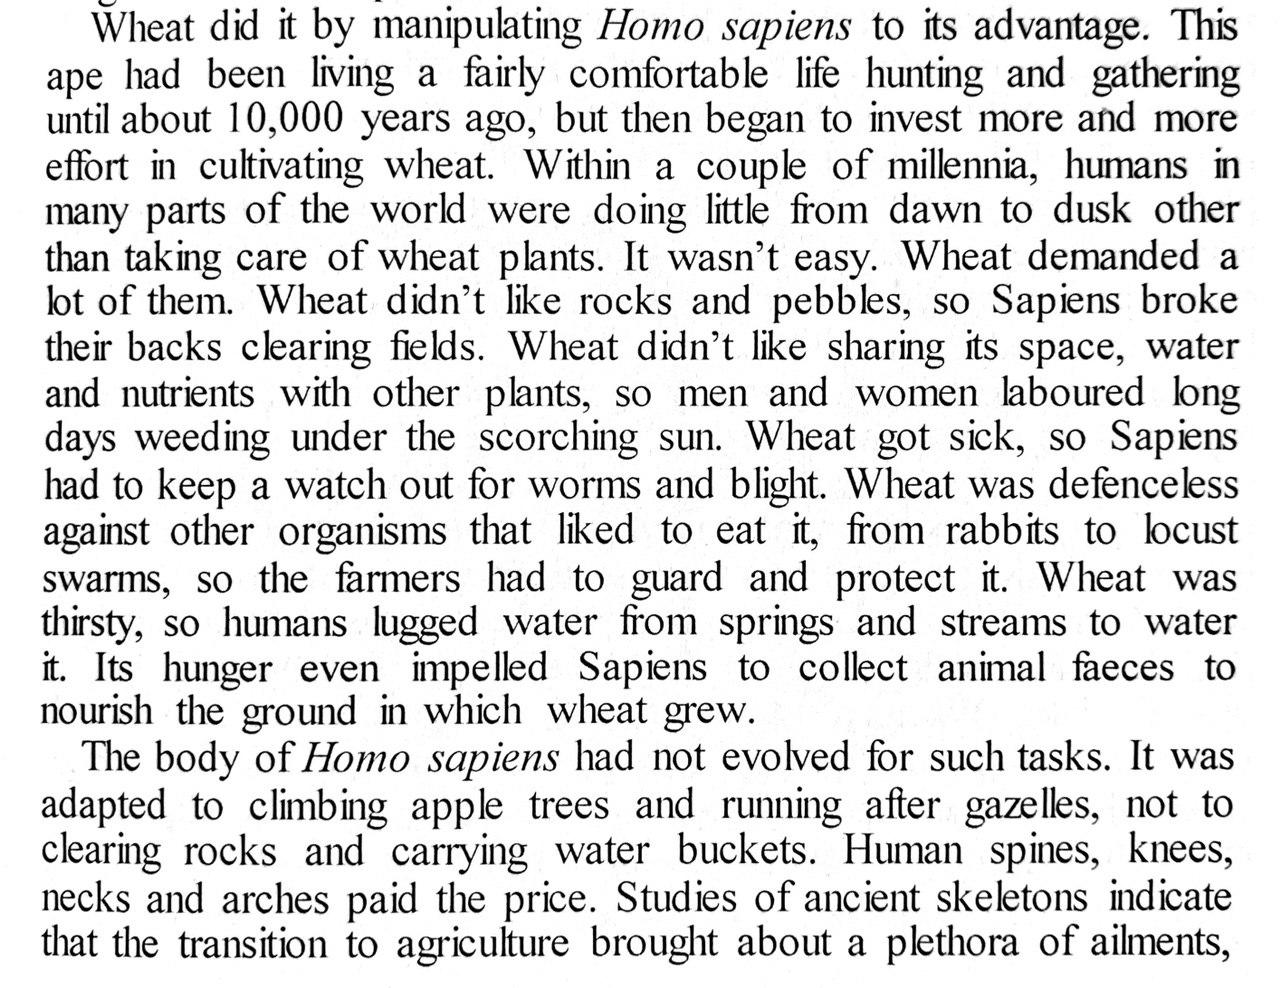 Wheat did it by manipulating Homo sapiens to its advantage. This
ape had been living a fairly comfortable life hunting and gathering
until about 10,000 years ago, but then began to invest more and more
effort in cultivating wheat. Within a couple of millennia, humans in
many parts of the world were doing little from dawn to dusk other
than taking care of wheat plants. It wasn't easy. Wheat demanded a
lot of them. Wheat didn't like rocks and pebbles, so Sapiens broke
their backs clearing fields. Wheat didn't like sharing its space, water
and nutrients with other plants, so men and women laboured long
days weeding under the scorching sun. Wheat got sick, so Sapiens
had to keep a watch out for worms and blight. Wheat was defenceless
against other organisms that liked to eat it, from rabbits to locust
swarms, so the farmers had to guard and protect it. Wheat was
thirsty, so humans lugged water from springs and streams to water
it. Its hunger even impelled Sapiens to collect animal faeces to
nourish the ground in which wheat grew.
The body of Homo sapiens had not evolved for such tasks. It was
adapted to climbing apple trees and running after gazelles, not to
clearing rocks and carrying water buckets. Human spines, knees,
necks and arches paid the price. Studies of ancient skeletons indicate
that the transition to agriculture brought about a plethora of ailments,